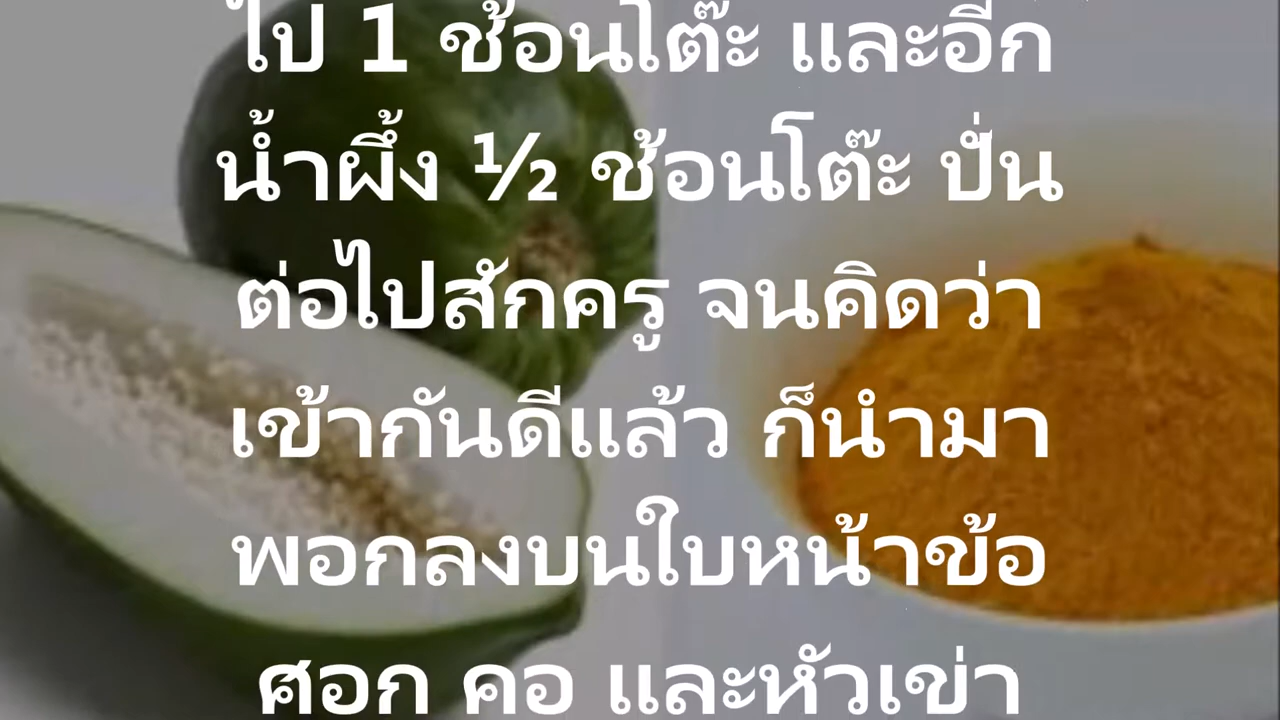 ไป 1 ช้อนโต๊ะ และอีก
น้ำผึ้ง ½ ช้อนโต๊ะ ปั่น
ต่อไปสักครู่ จนคิดว่า
เข้ากันดีแล้ว ก็นำมา
พอกลงบนใบหน้าข้อ
ศอก คอ และหัวเข่า